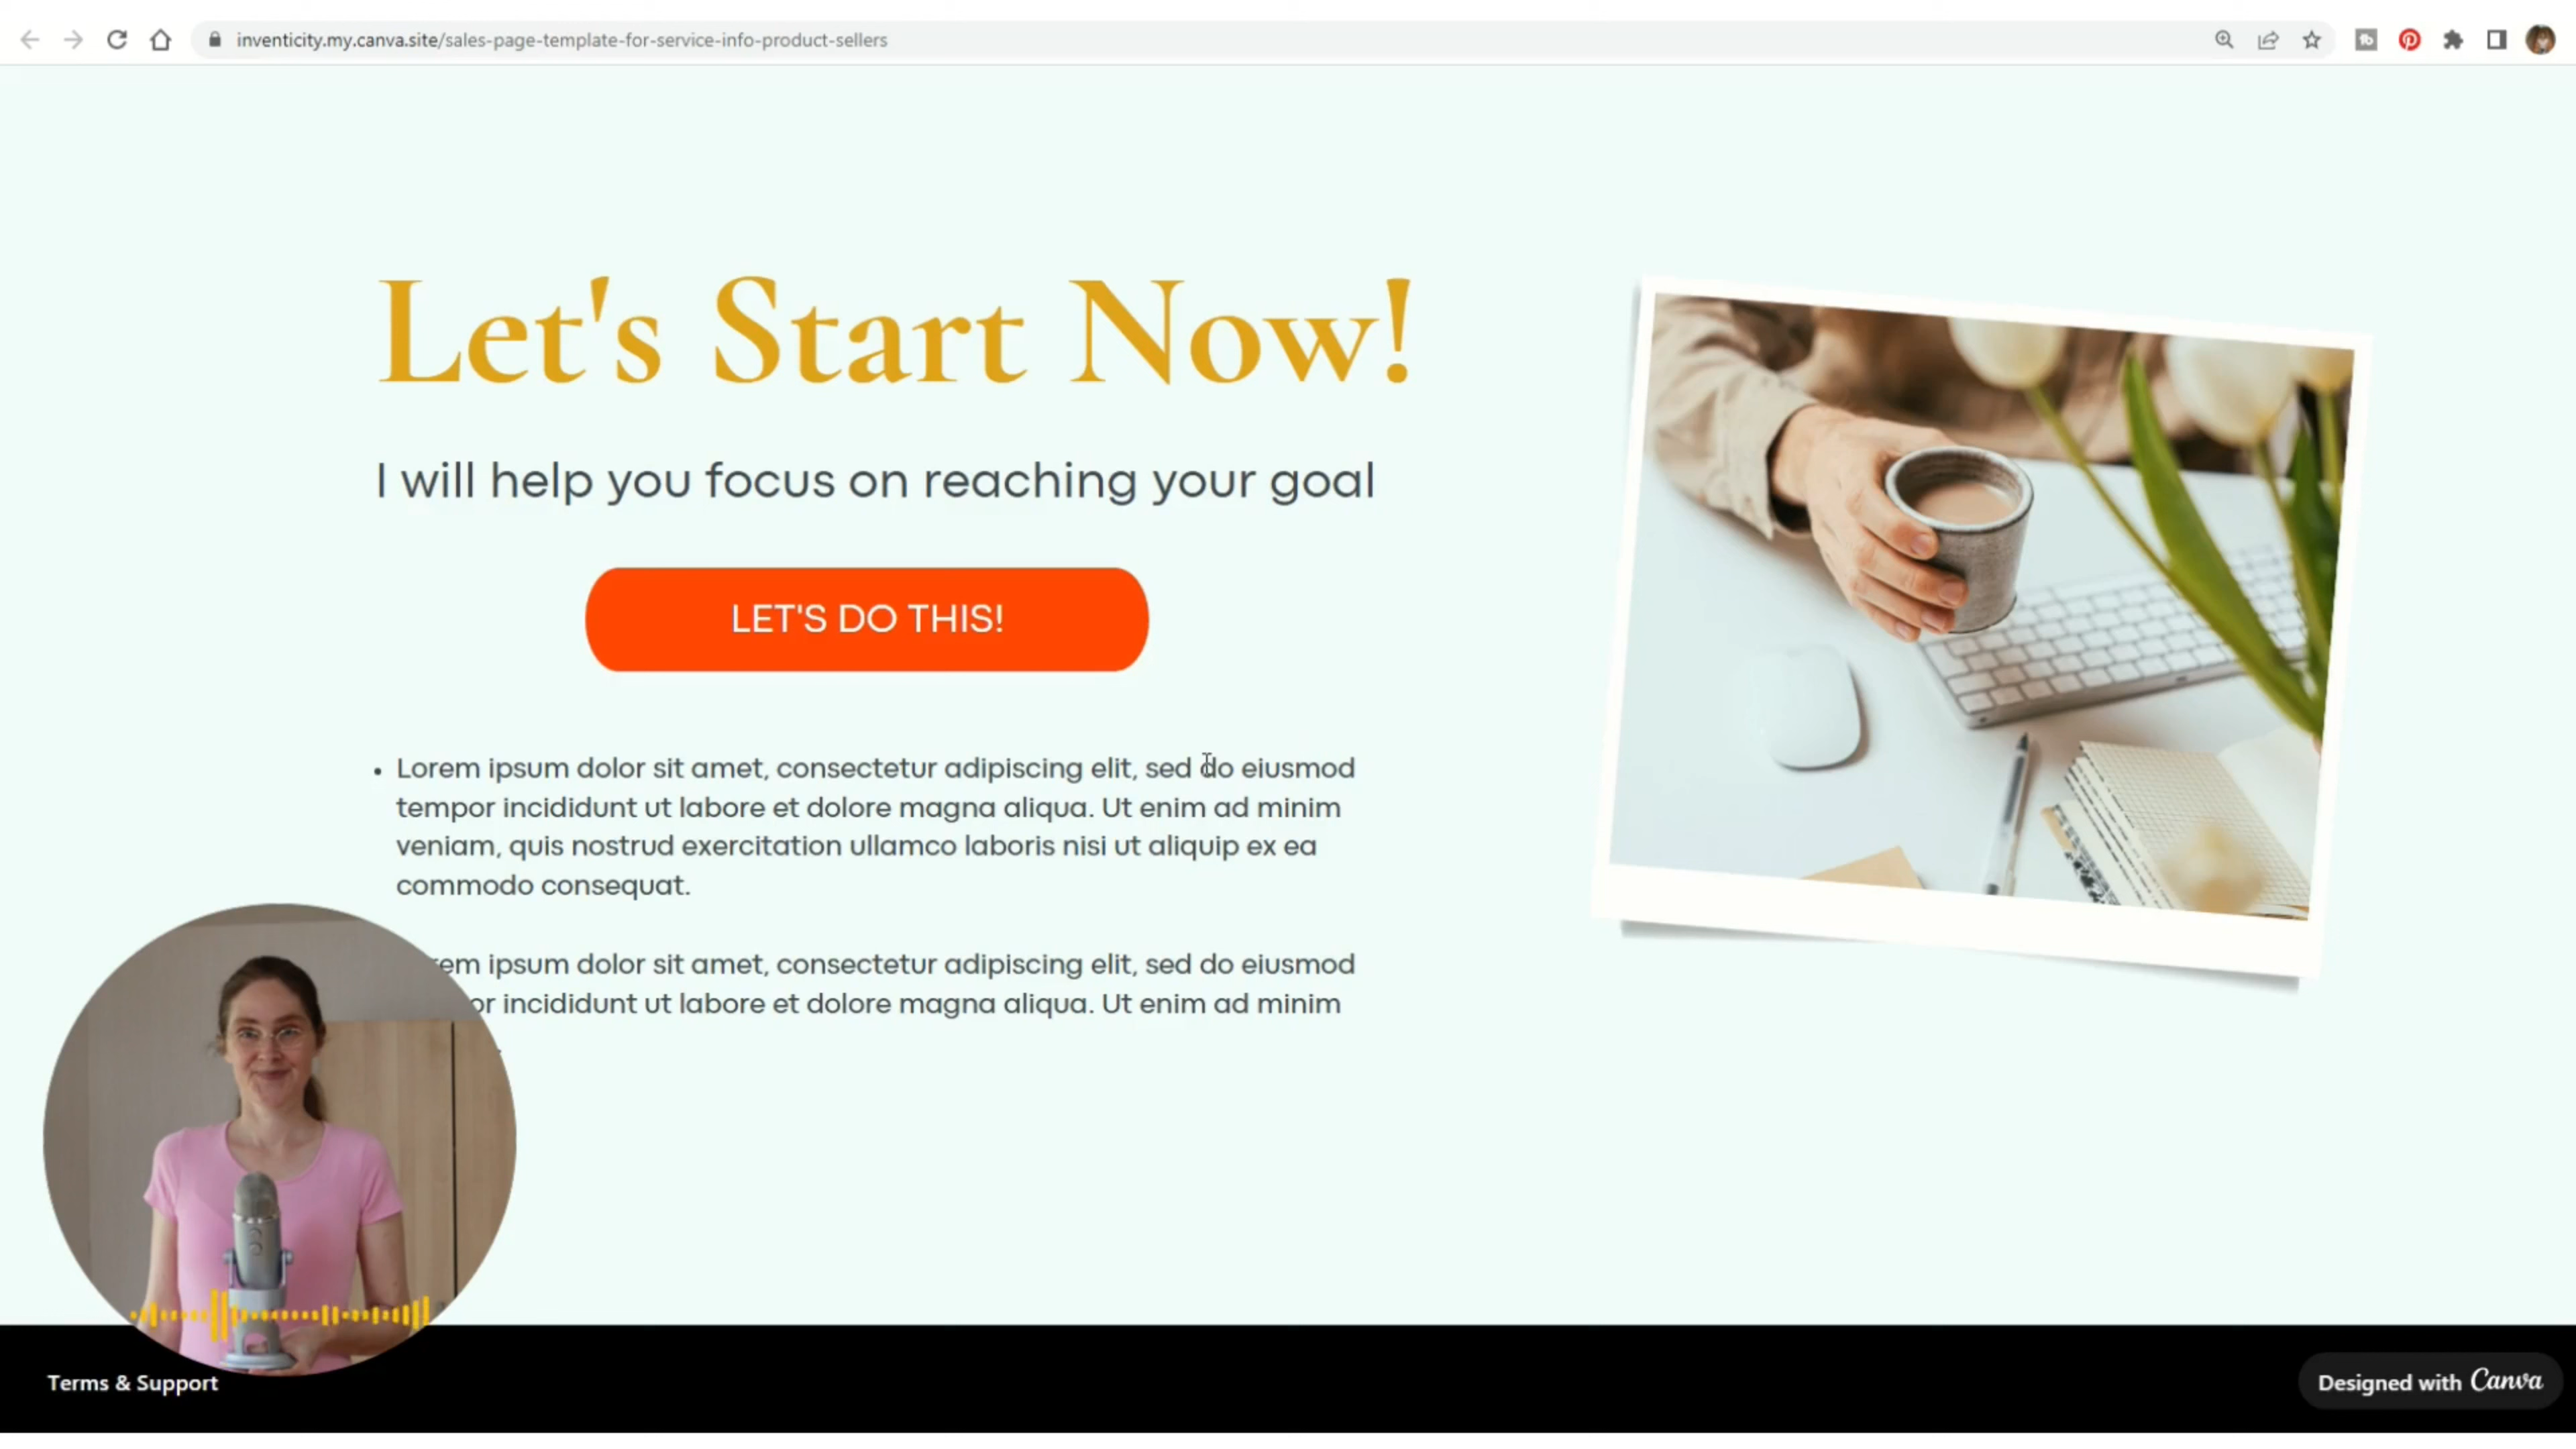 inventicity.my.canva.site/sales-page-template-for-service-info-product-sellers
Let's Start Now!
I will help you focus on reaching your goal
LET'S DO THIS!
• Lorem ipsum dolor sit amet, consectetur adipiscing elit, sed do eiusmod
tempor incididunt ut labore et dolore magna aliqua. Ut enim ad minim
veniam, quis nostrud exercitation ullamco laboris nisi ut aliquip ex ea
commodo consequat.
ipsum dolor sit amet, consectetur adipiscing elit, sed do eiusmod
incididunt ut labore et dolore magna aliqua. Ut enim ad minim
Terms & Support
Designed with Canva